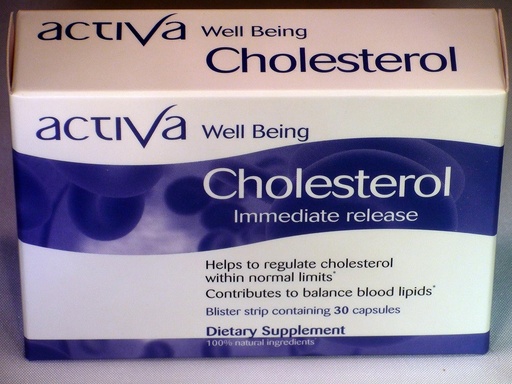 activa Well Being
Cholesterol
activa Well Being
Cholesterol
Immediate release
Helps to regulate cholesterol
within normal limits*
Contributes to balance blood lipids*
Blister strip containing 30 capsules
Dietary Supplement
100% natural ingredients